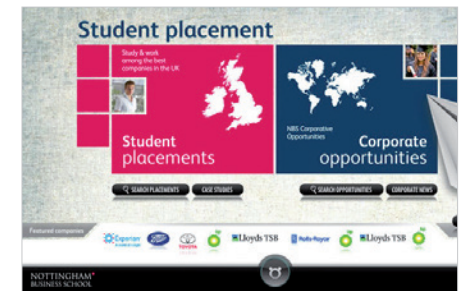 Student placement
Study & work
among the best
companies in the UK
Student
placements
NBS Corporative
Opportunities
Corporate
opportunities
SEARCH PLACEMENTS
CASE STUDIES
SEARCH OPPORTUNITIES
CORPORATE NEWS
Featured companies
Experian
Boots
TOYOTA
Lloyds TSB
Rolls-Royce
Lloyds TSB
NOTTINGHAM
BUSINESS SCHOOL